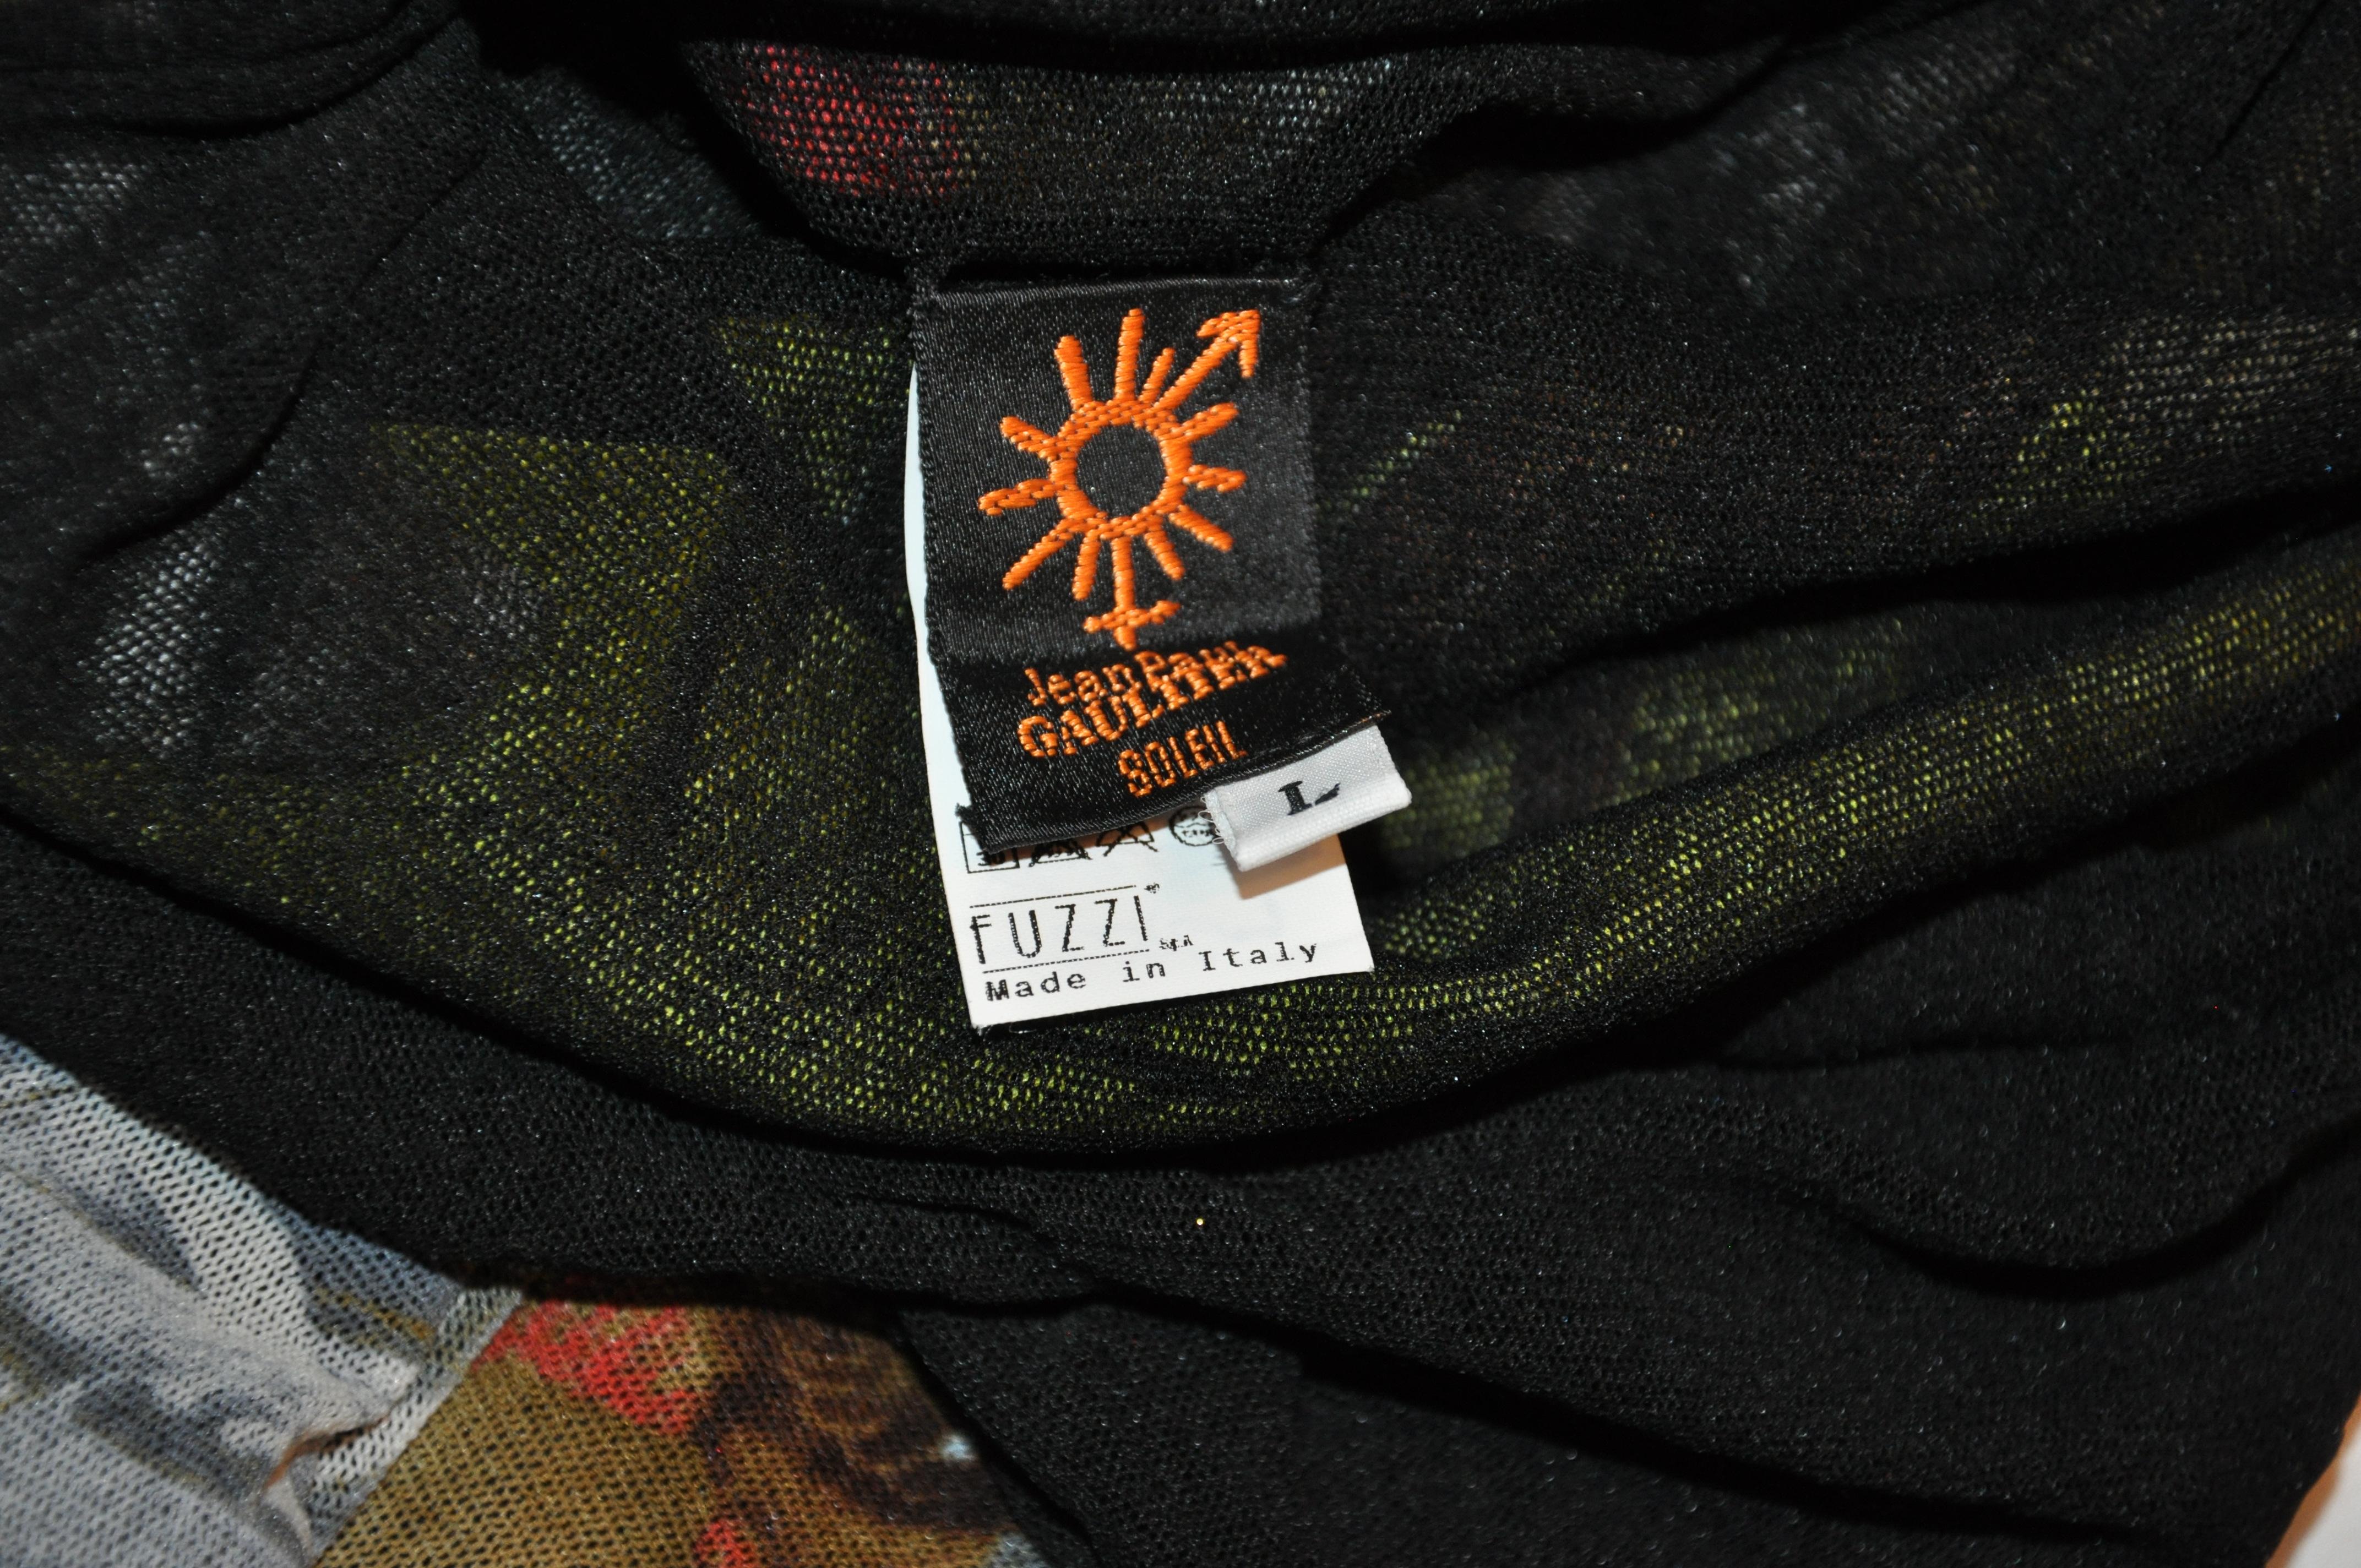 Jean Paul
GAULTIER
SOLEIL
L
FUZZI
SPA
Made in Italy